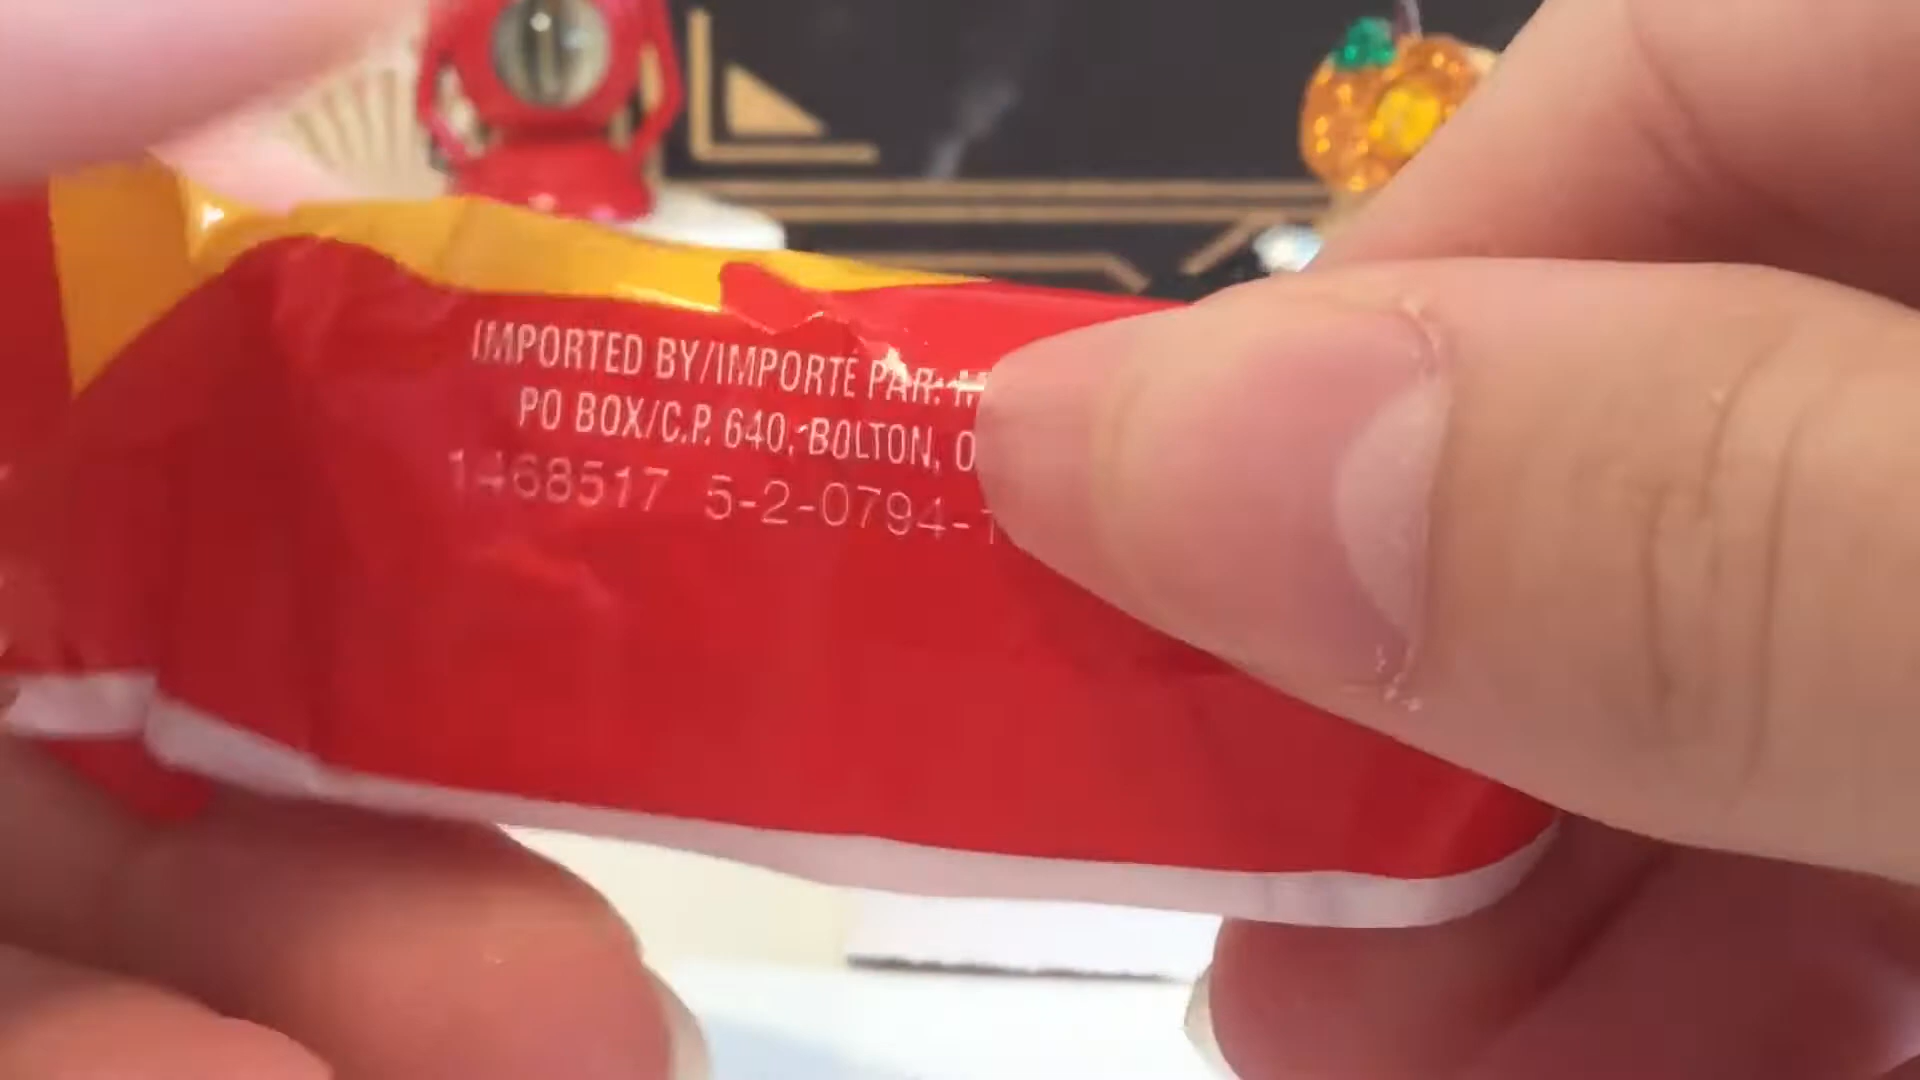 IMPORTED BY/IMPORTÉ PAR:
PO BOX/C.P. 640, BOLTON,
1468517 5-2-0794-